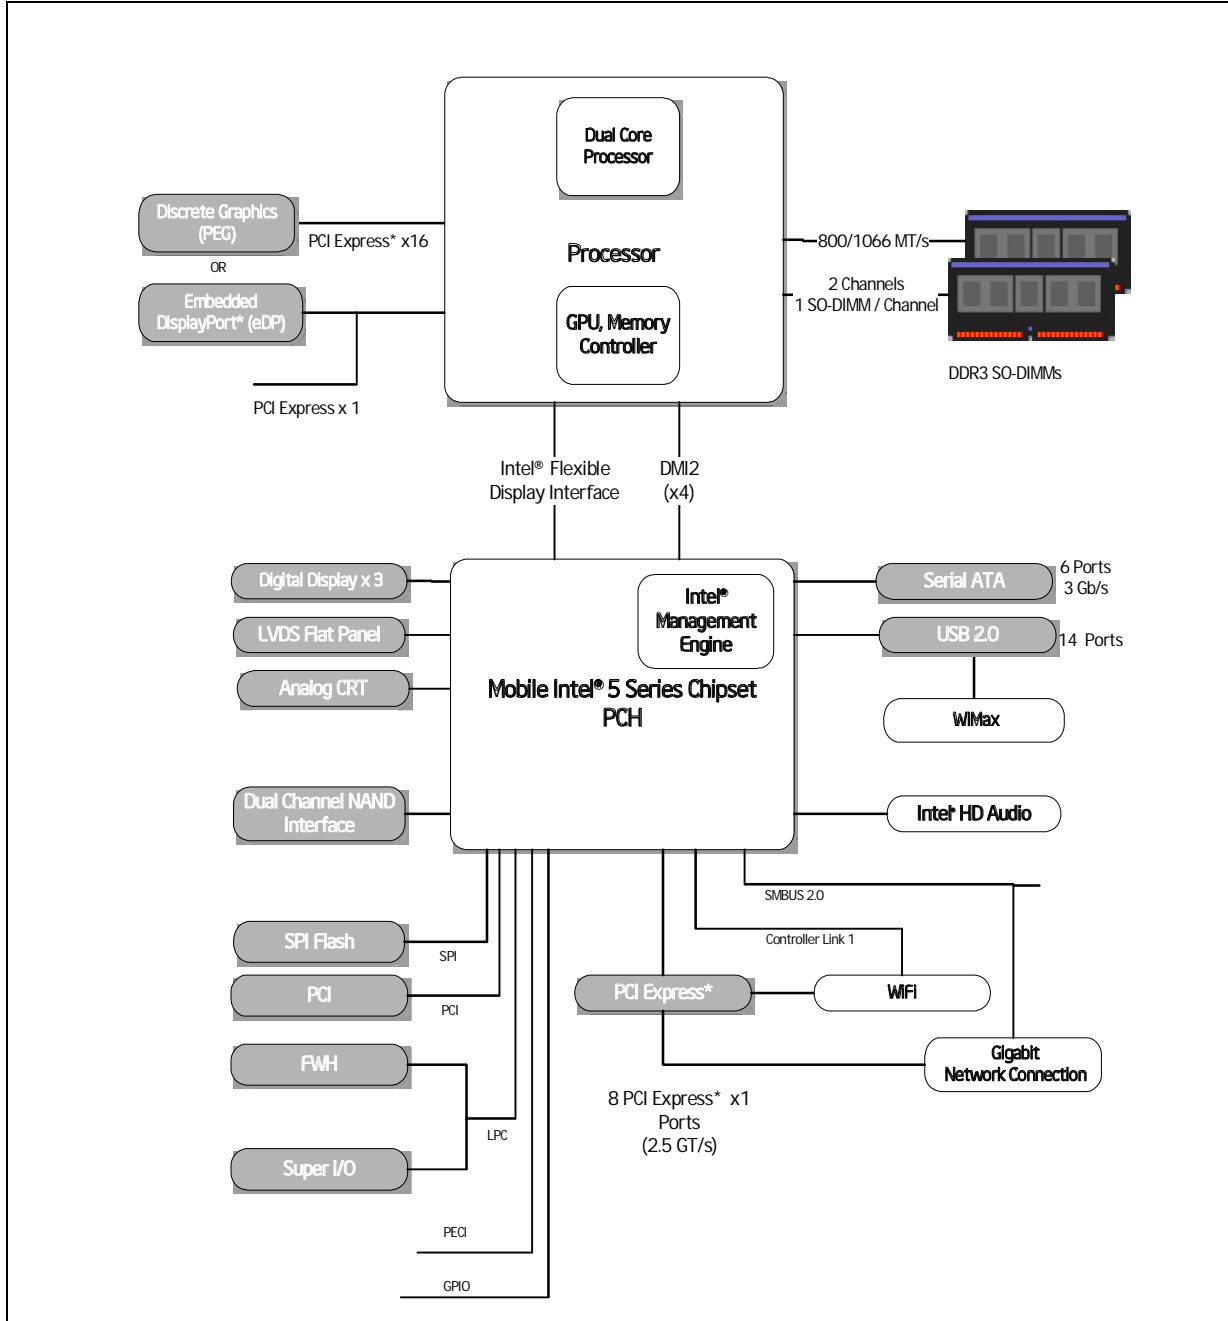 Dual Core
Processor
Discrete Graphics
(PEG)
PCI Express* x16
OR
Embedded
DisplayPort* (eDP)
PCI Express x 1
Processor
GPU, Memory
Controller
800/1066 MT/s
2 Channels
1 SO-DIMM / Channel
DDR3 SO-DIMMs
Intel® Flexible
Display Interface
DMI2
(x4)
Digital Display x 3
LVDS Flat Panel
Analog CRT
Dual Channel NAND
Interface
Intel®
Management
Engine
Mobile Intel® 5 Series Chipset
PCH
Serial ATA
6 Ports
3 Gb/s
USB 2.0
14 Ports
WiMax
Intel® HD Audio
SMBUS 2.0
Controller Link 1
SPI Flash
SPI
PCI
PCI
FWH
LPC
Super I/O
PCI Express*
WiFi
Gigabit
Network Connection
8 PCI Express* x1
Ports
(2.5 GT/s)
PECI
GPIO